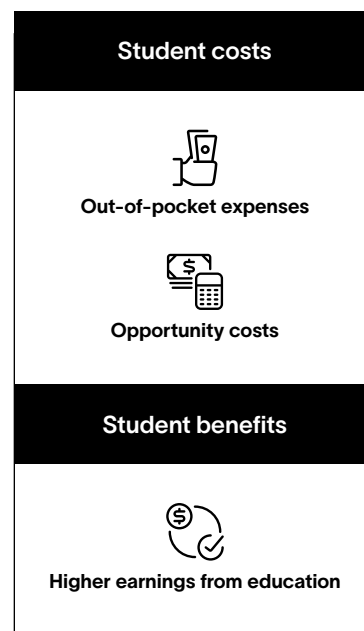 Student costs
Out-of-pocket expenses
$
Opportunity costs
Student benefits
$
Higher earnings from education